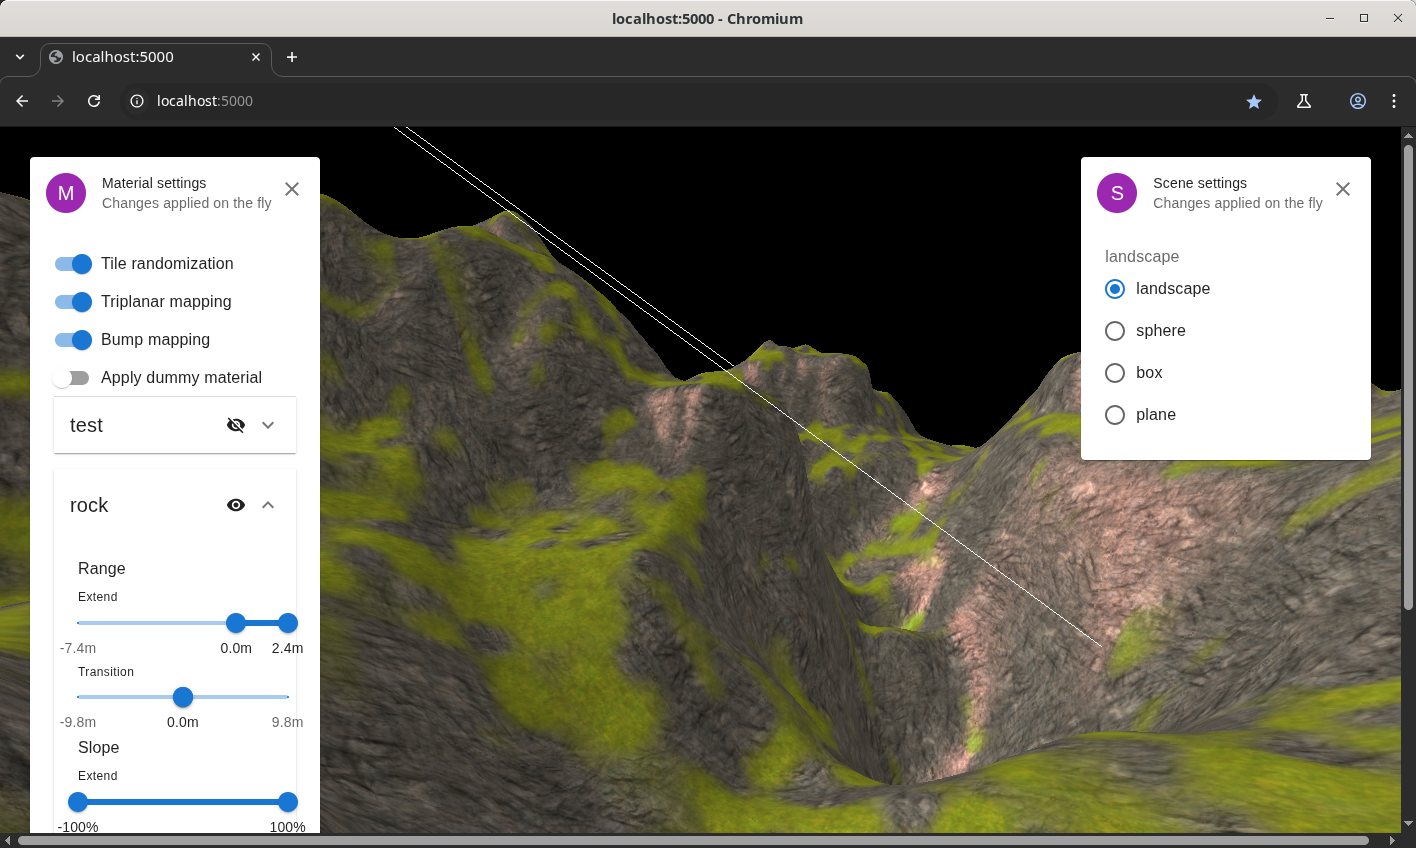 localhost:5000 - Chromium
localhost:5000
localhost:5000
M
Material settings
Changes applied on the fly
Tile randomization
Triplanar mapping
Bump mapping
Apply dummy material
test
rock
Range
Extend
-7.4m 0.0m 2.4m
Transition
-9.8m 0.0m 9.8m
Slope
Extend
-100% 100%
S
Scene settings
Changes applied on the fly
landscape
landscape
sphere
box
plane